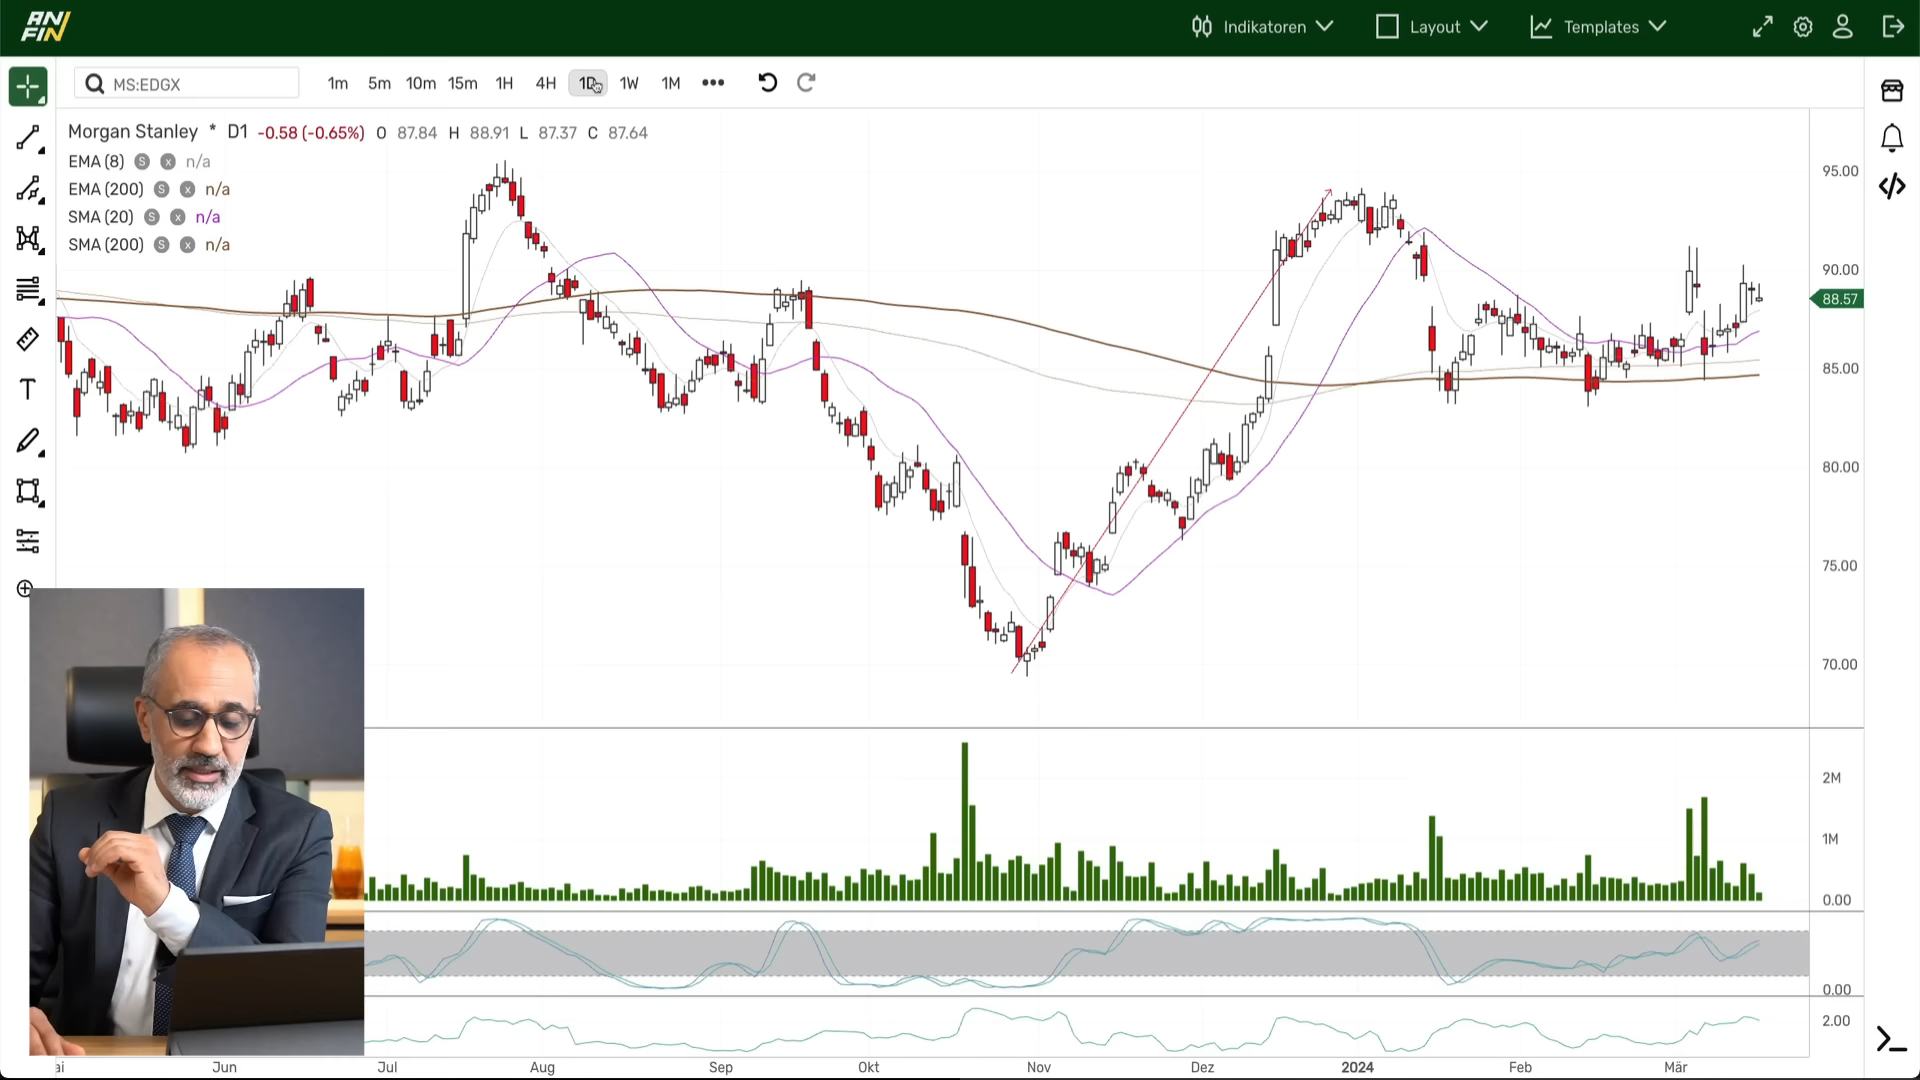 ANI
FIN
Indikatoren
Layout
Templates
MS:EDGX
1m 5m 10m 15m 1H 4H 1D 1W 1M •••
Morgan Stanley * D1 -0.58 (-0.65%) O 87.84 H 88.91 L 87.37 C 87.64
EMA (8) S x n/a
EMA (200) S x n/a
SMA (20) S x n/a
SMA (200) S x n/a
95.00
90.00
88.57
85.00
80.00
75.00
70.00
2M
1M
0.00
0.00
2.00
ai Jun Jul Aug Sep Okt Nov Dez 2024 Feb Mär